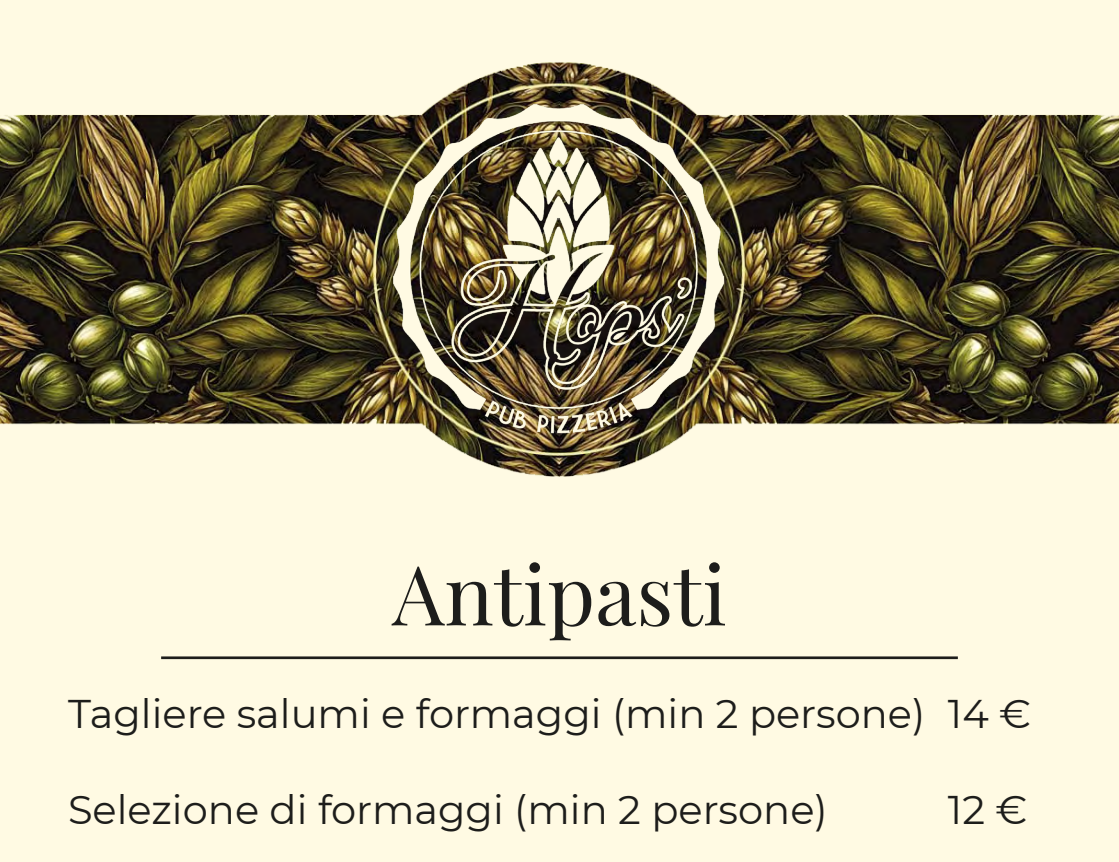 Hops'
PUB PIZZERIA
Antipasti
Tagliere salumi e formaggi (min 2 persone) 14 €
Selezione di formaggi (min 2 persone) 12 €